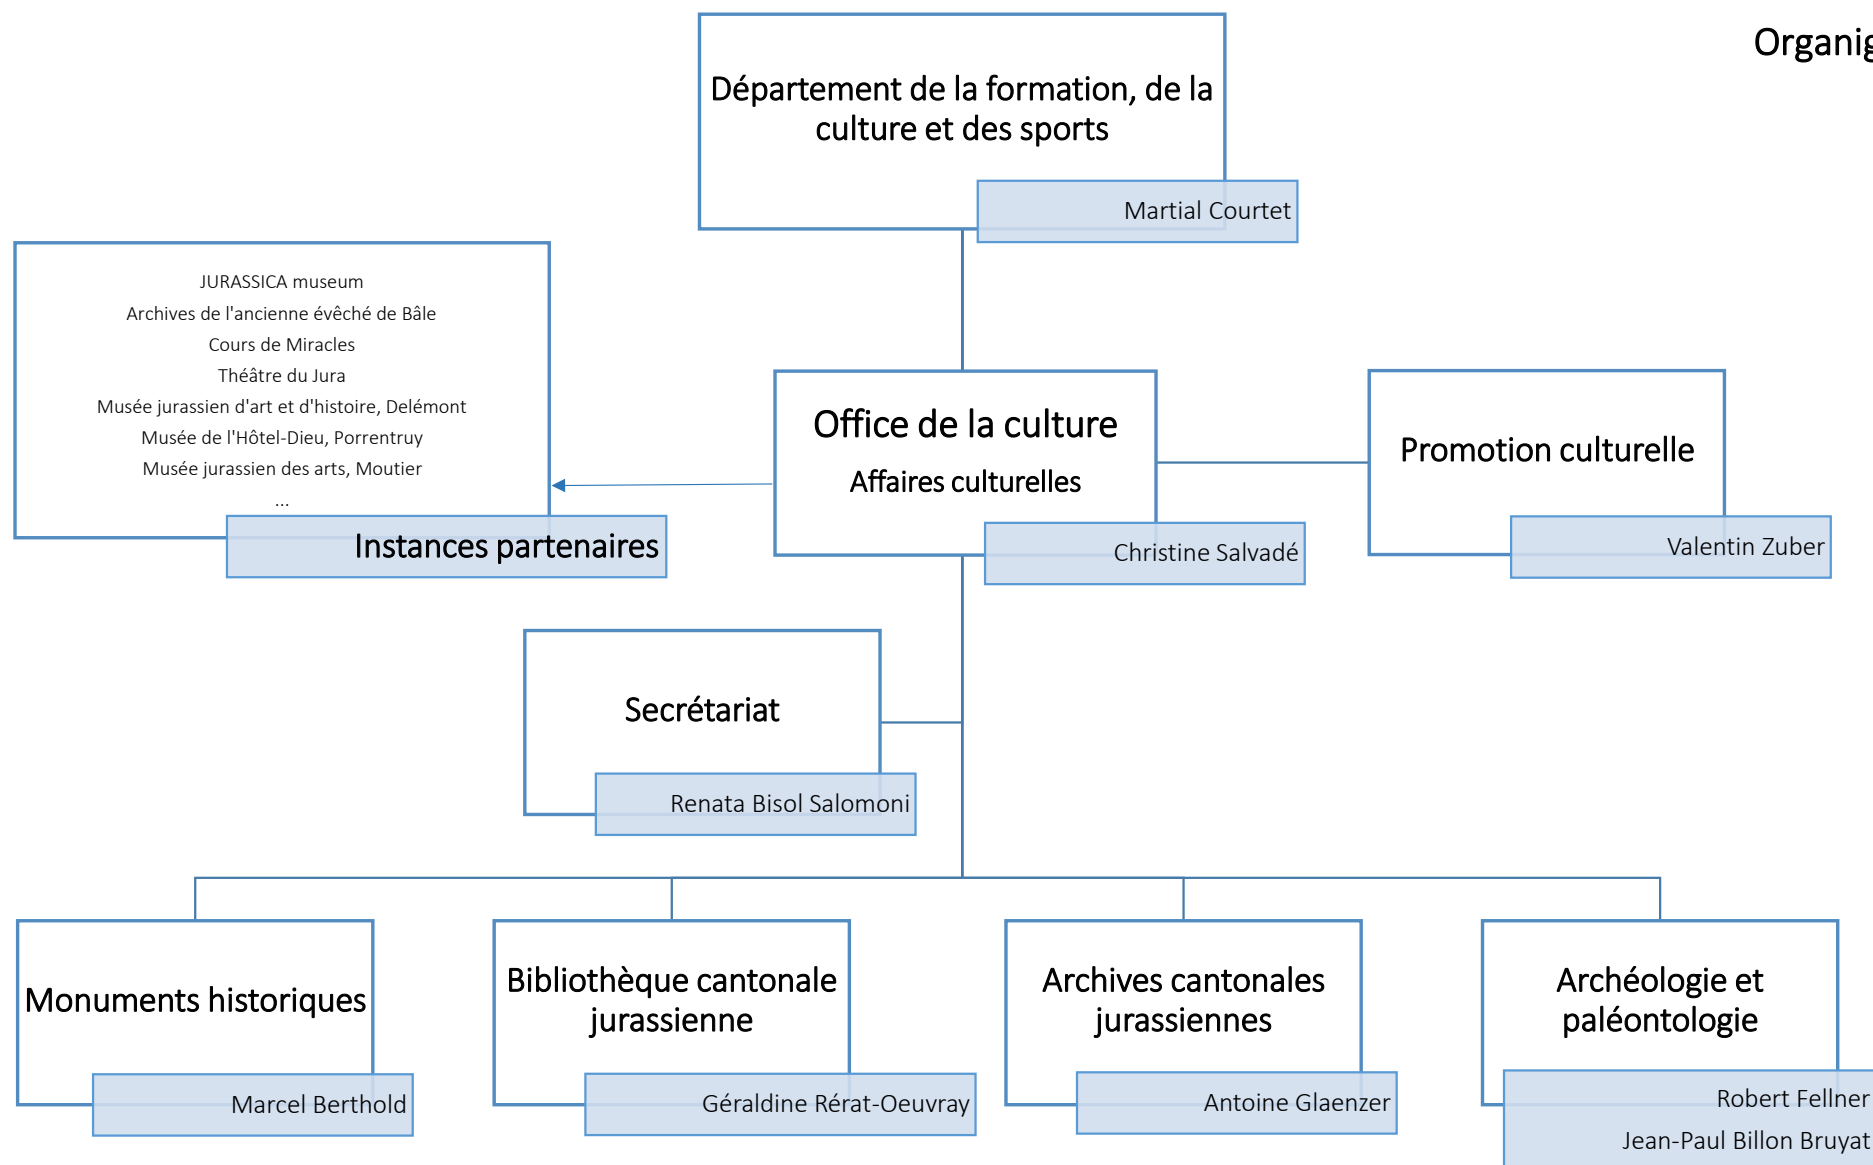 Organig
Département de la formation, de la
culture et des sports
Martial Courtet
JURASSICA museum
Archives de l'ancienne évêché de Bâle
Cours de Miracles
Théâtre du Jura
Musée jurassien d'art et d'histoire, Delémont
Musée de l'Hôtel-Dieu, Porrentruy
Musée jurassien des arts, Moutier
...
Instances partenaires
Office de la culture
Affaires culturelles
Christine Salvadé
Promotion culturelle
Valentin Zuber
Secrétariat
Renata Bisol Salomoni
Monuments historiques
Marcel Berthold
Bibliothèque cantonale
jurassienne
Géraldine Rérat-Oeuvray
Archives cantonales
jurassiennes
Antoine Glaenzer
Archéologie et
paléontologie
Robert Fellner
Jean-Paul Billon Bruyat